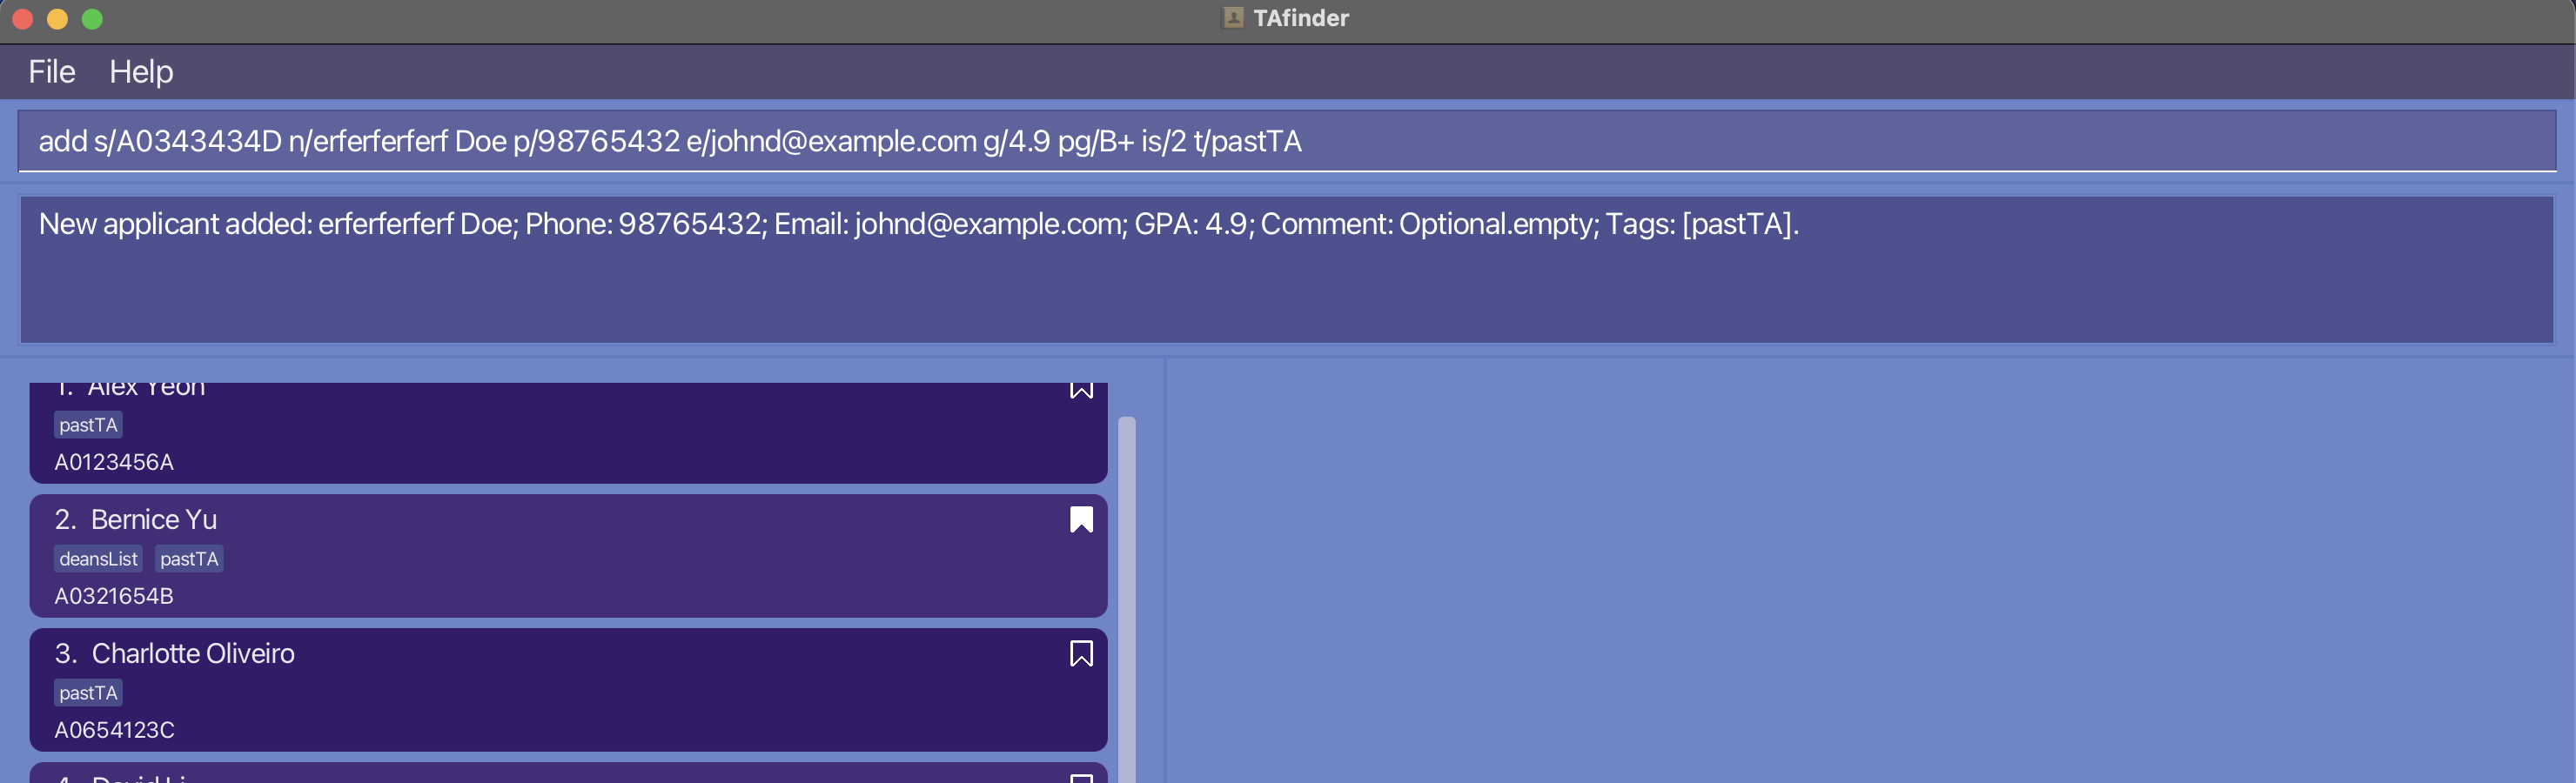 TAfinder
File Help
add s/A0343434D n/erferferferf Doe p/98765432 e/johnd@example.com g/4.9 pg/B+ is/2 t/pastTA
New applicant added: erferferferf Doe; Phone: 98765432; Email: johnd@example.com; GPA: 4.9; Comment: Optional.empty; Tags: [pastTA].
1. Alex Yeoh
pastTA
A0123456A
2. Bernice Yu
deansList pastTA
A0321654B
3. Charlotte Oliveiro
pastTA
A0654123C
4. David Li